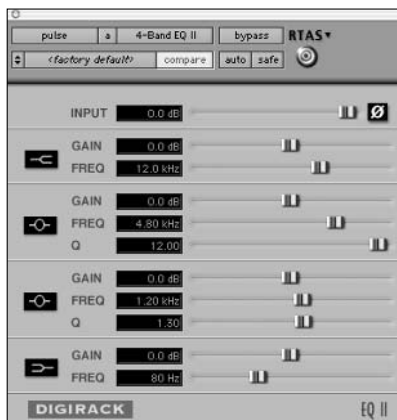 pulse a 4-Band EQ II bypass RTAS
<factory default> compare auto safe
INPUT 0.0 dB Ø
GAIN 0.0 dB
FREQ 12.0 kHz
GAIN 0.0 dB
FREQ 4.80 kHz
Q 12.00
GAIN 0.0 dB
FREQ 1.20 kHz
Q 1.30
GAIN 0.0 dB
FREQ 80 Hz
DIGIRACK EQ II